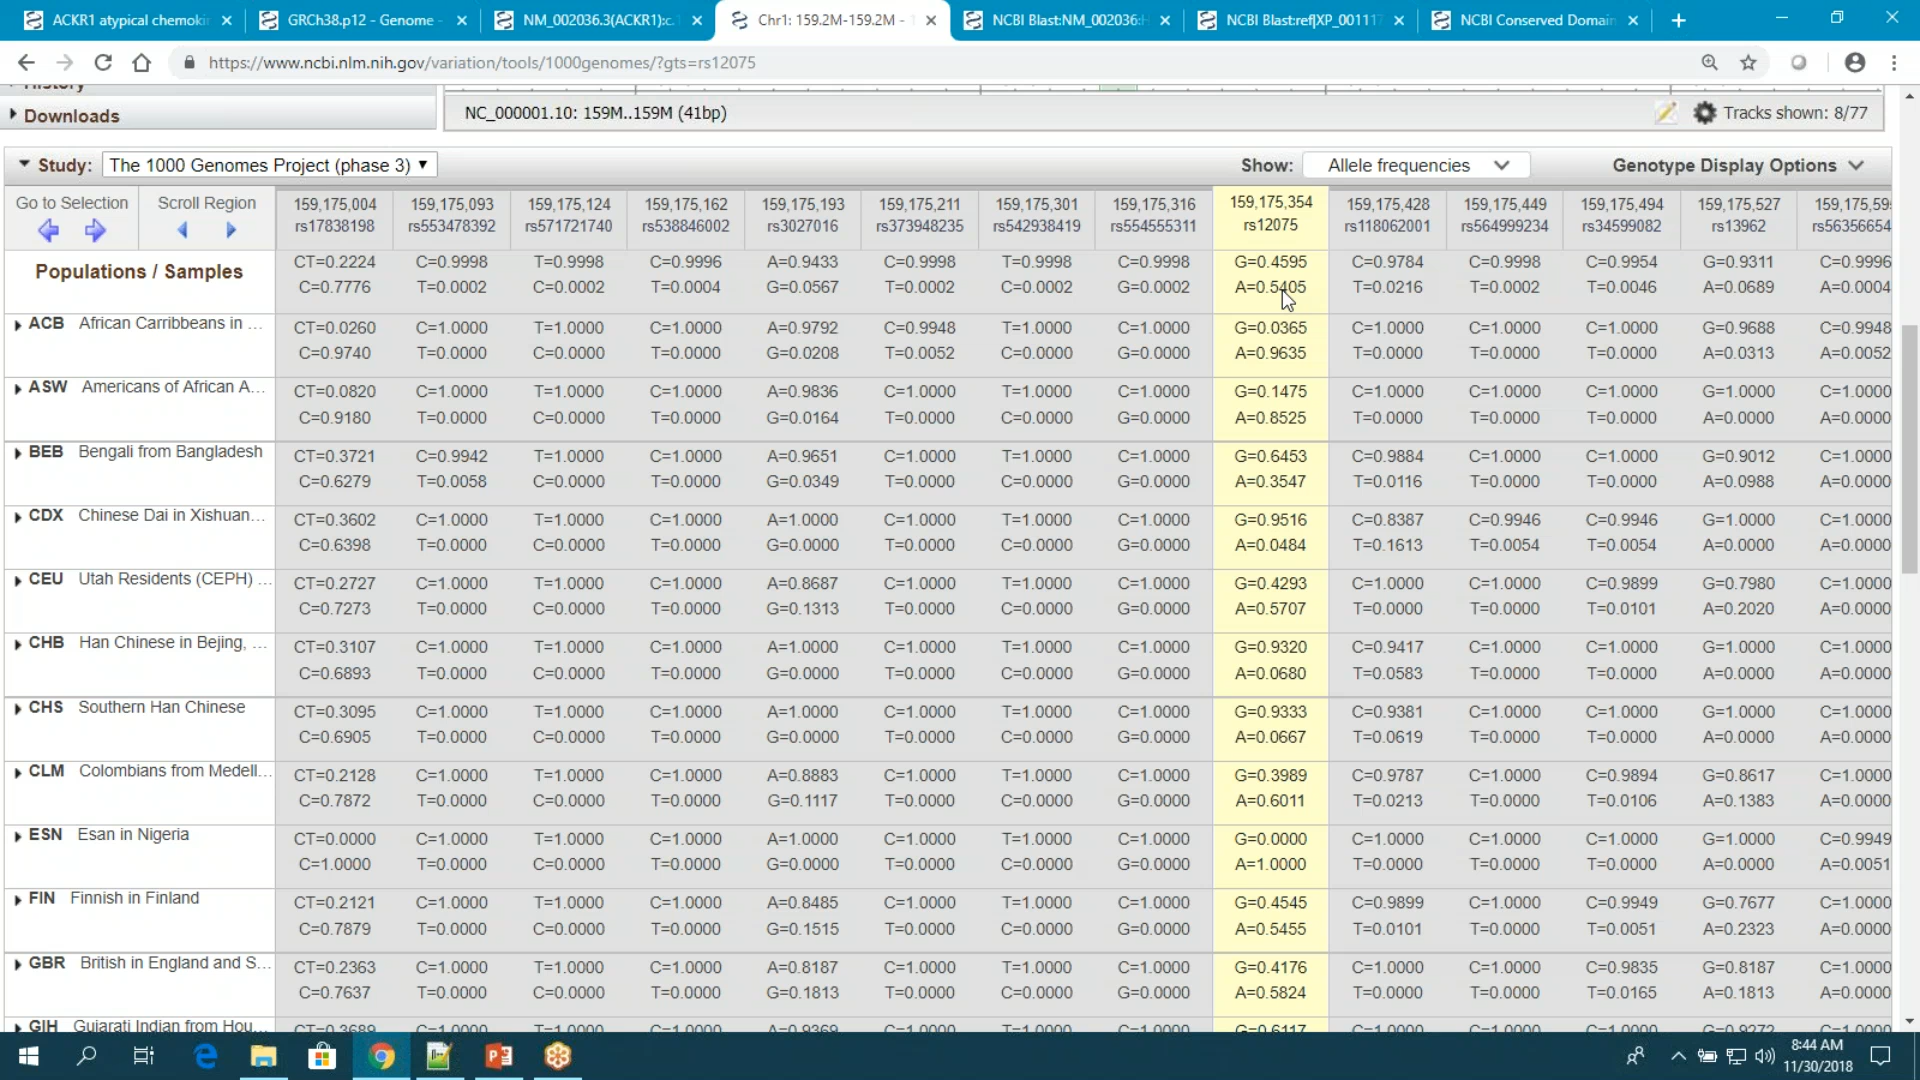 ACKR1 atypical chemoki
GRCh38.p12 - Genome -
NM_002036.3(ACKR1):c.
Chr1: 159.2M-159.2M - 1
NCBI Blast:NM_002036:H
NCBI Blast:ref|XP_001117
NCBI Conserved Domain
https://www.ncbi.nlm.nih.gov/variation/tools/1000genomes/?gts=rs12075
History
Downloads
NC_000001.10: 159M..159M (41bp)
Tracks shown: 8/77
Study: The 1000 Genomes Project (phase 3)
Show: Allele frequencies
Genotype Display Options
Go to Selection Scroll Region 159,175,004 159,175,093 159,175,124 159,175,162 159,175,193 159,175,211 159,175,301 159,175,316 159,175,354 159,175,428 159,175,449 159,175,494 159,175,527 159,175,59
rs17838198 rs553478392 rs571721740 rs538846002 rs3027016 rs373948235 rs542938419 rs554555311 rs12075 rs118062001 rs564999234 rs34599082 rs13962 rs56356654
Populations / Samples CT=0.2224 C=0.9998 T=0.9998 C=0.9996 A=0.9433 C=0.9998 T=0.9998 C=0.9998 G=0.4595 C=0.9784 C=0.9998 C=0.9954 G=0.9311 C=0.9996
C=0.7776 T=0.0002 C=0.0002 T=0.0004 G=0.0567 T=0.0002 C=0.0002 G=0.0002 A=0.5405 T=0.0216 T=0.0002 T=0.0046 A=0.0689 A=0.0004
ACB African Carribbeans in ... CT=0.0260 C=1.0000 T=1.0000 C=1.0000 A=0.9792 C=0.9948 T=1.0000 C=1.0000 G=0.0365 C=1.0000 C=1.0000 C=1.0000 G=0.9688 C=0.9948
C=0.9740 T=0.0000 C=0.0000 T=0.0000 G=0.0208 T=0.0052 C=0.0000 G=0.0000 A=0.9635 T=0.0000 T=0.0000 T=0.0000 A=0.0313 A=0.0052
ASW Americans of African A... CT=0.0820 C=1.0000 T=1.0000 C=1.0000 A=0.9836 C=1.0000 T=1.0000 C=1.0000 G=0.1475 C=1.0000 C=1.0000 C=1.0000 G=1.0000 C=1.0000
C=0.9180 T=0.0000 C=0.0000 T=0.0000 G=0.0164 T=0.0000 C=0.0000 G=0.0000 A=0.8525 T=0.0000 T=0.0000 T=0.0000 A=0.0000 A=0.0000
BEB Bengali from Bangladesh CT=0.3721 C=0.9942 T=1.0000 C=1.0000 A=0.9651 C=1.0000 T=1.0000 C=1.0000 G=0.6453 C=0.9884 C=1.0000 C=1.0000 G=0.9012 C=1.0000
C=0.6279 T=0.0058 C=0.0000 T=0.0000 G=0.0349 T=0.0000 C=0.0000 G=0.0000 A=0.3547 T=0.0116 T=0.0000 T=0.0000 A=0.0988 A=0.0000
CDX Chinese Dai in Xishuan... CT=0.3602 C=1.0000 T=1.0000 C=1.0000 A=1.0000 C=1.0000 T=1.0000 C=1.0000 G=0.9516 C=0.8387 C=0.9946 C=0.9946 G=1.0000 C=1.0000
C=0.6398 T=0.0000 C=0.0000 T=0.0000 G=0.0000 T=0.0000 C=0.0000 G=0.0000 A=0.0484 T=0.1613 T=0.0054 T=0.0054 A=0.0000 A=0.0000
CEU Utah Residents (CEPH) ... CT=0.2727 C=1.0000 T=1.0000 C=1.0000 A=0.8687 C=1.0000 T=1.0000 C=1.0000 G=0.4293 C=1.0000 C=1.0000 C=0.9899 G=0.7980 C=1.0000
C=0.7273 T=0.0000 C=0.0000 T=0.0000 G=0.1313 T=0.0000 C=0.0000 G=0.0000 A=0.5707 T=0.0000 T=0.0000 T=0.0101 A=0.2020 A=0.0000
CHB Han Chinese in Bejing, ... CT=0.3107 C=1.0000 T=1.0000 C=1.0000 A=1.0000 C=1.0000 T=1.0000 C=1.0000 G=0.9320 C=0.9417 C=1.0000 C=1.0000 G=1.0000 C=1.0000
C=0.6893 T=0.0000 C=0.0000 T=0.0000 G=0.0000 T=0.0000 C=0.0000 G=0.0000 A=0.0680 T=0.0583 T=0.0000 T=0.0000 A=0.0000 A=0.0000
CHS Southern Han Chinese CT=0.3095 C=1.0000 T=1.0000 C=1.0000 A=1.0000 C=1.0000 T=1.0000 C=1.0000 G=0.9333 C=0.9381 C=1.0000 C=1.0000 G=1.0000 C=1.0000
C=0.6905 T=0.0000 C=0.0000 T=0.0000 G=0.0000 T=0.0000 C=0.0000 G=0.0000 A=0.0667 T=0.0619 T=0.0000 T=0.0000 A=0.0000 A=0.0000
CLM Colombians from Medell... CT=0.2128 C=1.0000 T=1.0000 C=1.0000 A=0.8883 C=1.0000 T=1.0000 C=1.0000 G=0.3989 C=0.9787 C=1.0000 C=0.9894 G=0.8617 C=1.0000
C=0.7872 T=0.0000 C=0.0000 T=0.0000 G=0.1117 T=0.0000 C=0.0000 G=0.0000 A=0.6011 T=0.0213 T=0.0000 T=0.0106 A=0.1383 A=0.0000
ESN Esan in Nigeria CT=0.0000 C=1.0000 T=1.0000 C=1.0000 A=1.0000 C=1.0000 T=1.0000 C=1.0000 G=0.0000 C=1.0000 C=1.0000 C=1.0000 G=1.0000 C=0.9949
C=1.0000 T=0.0000 C=0.0000 T=0.0000 G=0.0000 T=0.0000 C=0.0000 G=0.0000 A=1.0000 T=0.0000 T=0.0000 T=0.0000 A=0.0000 A=0.0051
FIN Finnish in Finland CT=0.2121 C=1.0000 T=1.0000 C=1.0000 A=0.8485 C=1.0000 T=1.0000 C=1.0000 G=0.4545 C=0.9899 C=1.0000 C=0.9949 G=0.7677 C=1.0000
C=0.7879 T=0.0000 C=0.0000 T=0.0000 G=0.1515 T=0.0000 C=0.0000 G=0.0000 A=0.5455 T=0.0101 T=0.0000 T=0.0051 A=0.2323 A=0.0000
GBR British in England and S... CT=0.2363 C=1.0000 T=1.0000 C=1.0000 A=0.8187 C=1.0000 T=1.0000 C=1.0000 G=0.4176 C=1.0000 C=1.0000 C=0.9835 G=0.8187 C=1.0000
C=0.7637 T=0.0000 C=0.0000 T=0.0000 G=0.1813 T=0.0000 C=0.0000 G=0.0000 A=0.5824 T=0.0000 T=0.0000 T=0.0165 A=0.1813 A=0.0000
GIH Gujarati Indian from Hou... CT=0.3689 C=1.0000 T=1.0000 C=1.0000 A=0.9369 C=1.0000 T=1.0000 C=1.0000 G=0.6117 C=1.0000 C=1.0000 C=1.0000 G=0.9272 C=1.0000
8:44 AM
11/30/2018